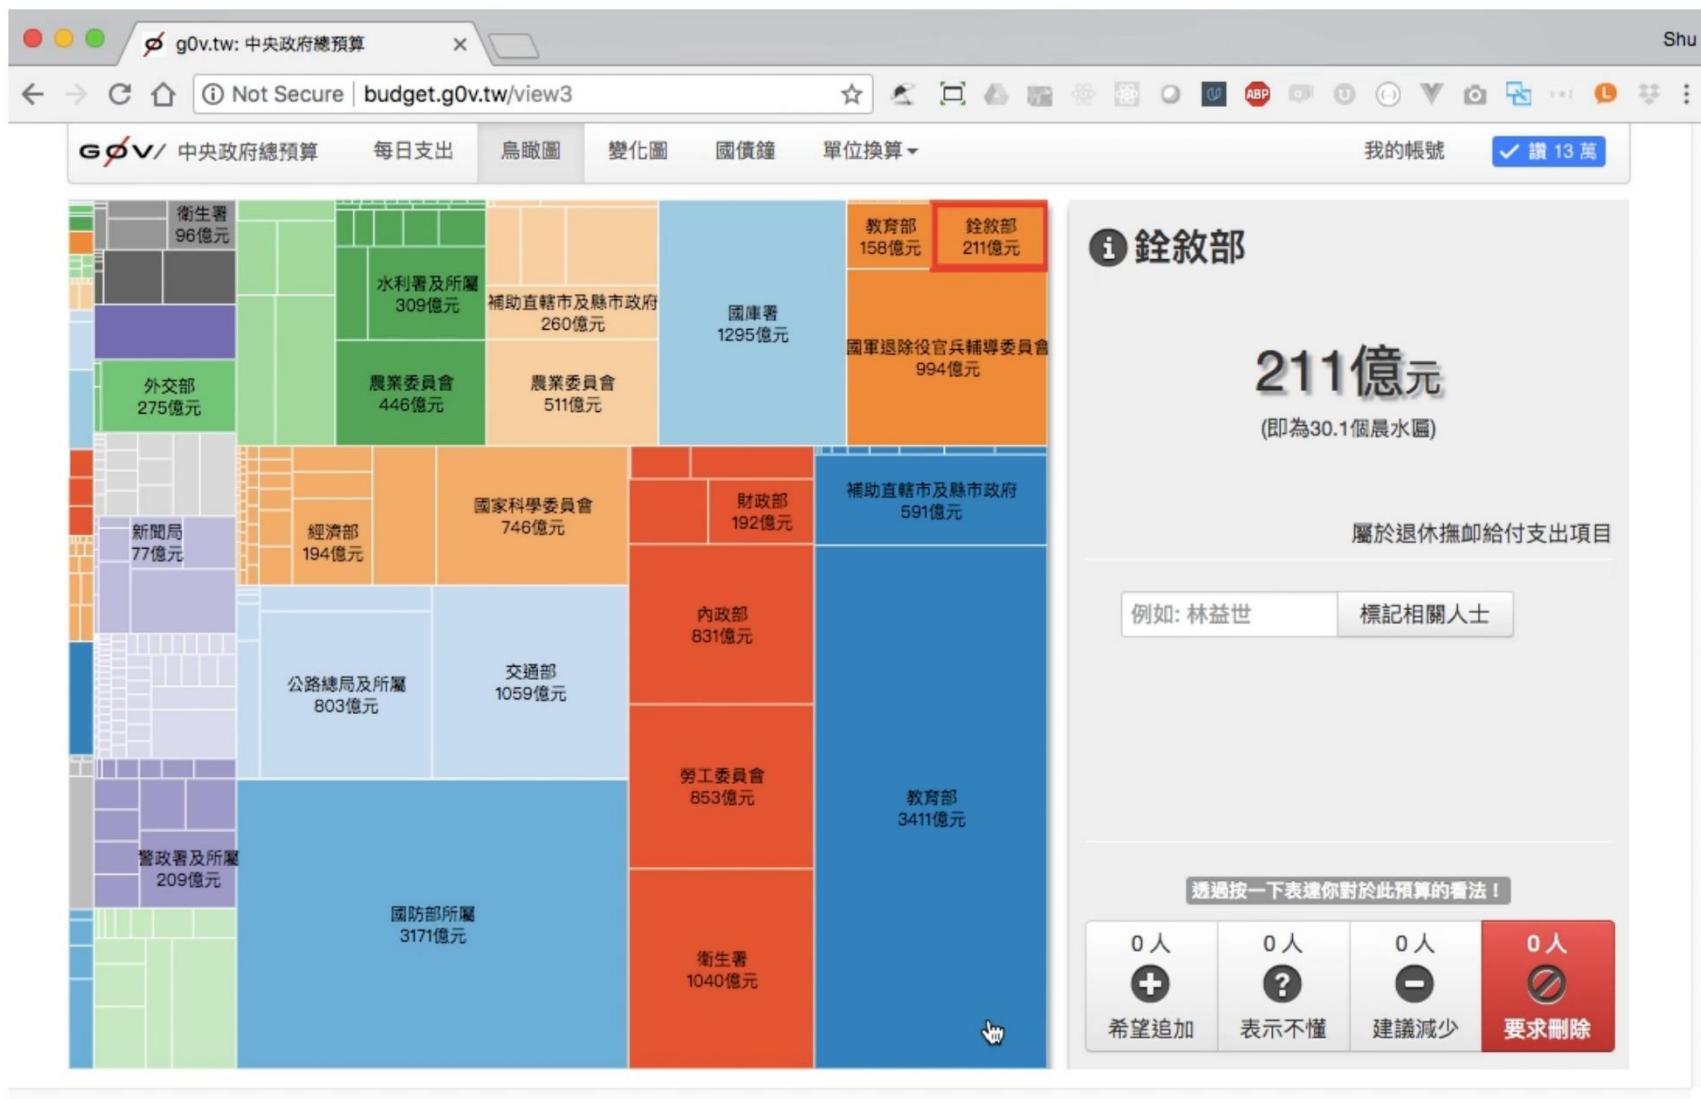 g0v.tw: 中央政府總預算
Shu
Not Secure
budget.g0v.tw/view3
ABP
GØV/ 中央政府總預算
每日支出
鳥瞰圖
變化圖
國債鐘
單位換算
我的帳號
讚 13 萬
衛生署
96億元
水利署及所屬
309億元
補助直轄市及縣市政府
260億元
國庫署
1295億元
教育部
158億元
銓敘部
211億元
外交部
275億元
農業委員會
446億元
農業委員會
511億元
國軍退除役官兵輔導委員會
994億元
新聞局
77億元
經濟部
194億元
國家科學委員會
746億元
財政部
192億元
補助直轄市及縣市政府
591億元
內政部
831億元
公路總局及所屬
803億元
交通部
1059億元
勞工委員會
853億元
教育部
3411億元
警政署及所屬
209億元
國防部所屬
3171億元
衛生署
1040億元
銓敘部
211億元
(即為30.1個晨水匾)
屬於退休撫卹給付支出項目
例如: 林益世
標記相關人士
透過按一下表達你對於此預算的看法！
0人
希望追加
0人
表示不懂
0人
建議減少
0人
要求刪除